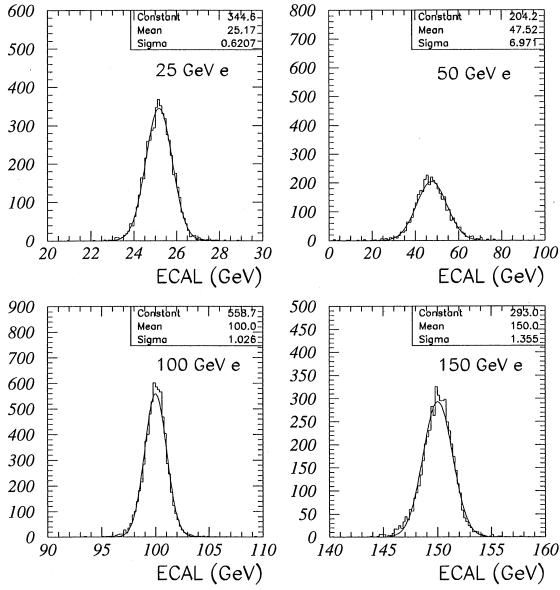 Constant 344.6
Mean 25.17
Sigma 0.6207
25 GeV e
600
500
400
300
200
100
0
20 22 24 26 28 30
ECAL (GeV)
Constant 204.2
Mean 47.52
Sigma 6.971
50 GeV e
800
700
600
500
400
300
200
100
0
0 20 40 60 80 100
ECAL (GeV)
Constant 558.7
Mean 100.0
Sigma 1.026
100 GeV e
900
800
700
600
500
400
300
200
100
0
90 95 100 105 110
ECAL (GeV)
Constant 293.0
Mean 150.0
Sigma 1.355
150 GeV e
500
450
400
350
300
250
200
150
100
50
0
140 145 150 155 160
ECAL (GeV)